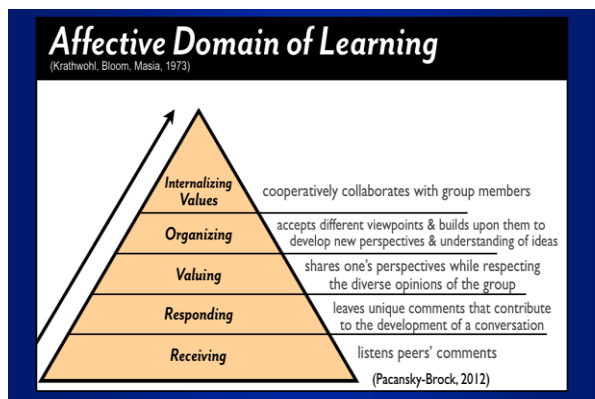 Affective Domain of Learning
(Krathwohl, Bloom, Masia, 1973)
Internalizing
Values
cooperatively collaborates with group members
Organizing
accepts different viewpoints & builds upon them to
develop new perspectives & understanding of ideas
Valuing
shares one's perspectives while respecting
the diverse opinions of the group
Responding
leaves unique comments that contribute
to the development of a conversation
Receiving
listens peers' comments
(Pacansky-Brock, 2012)